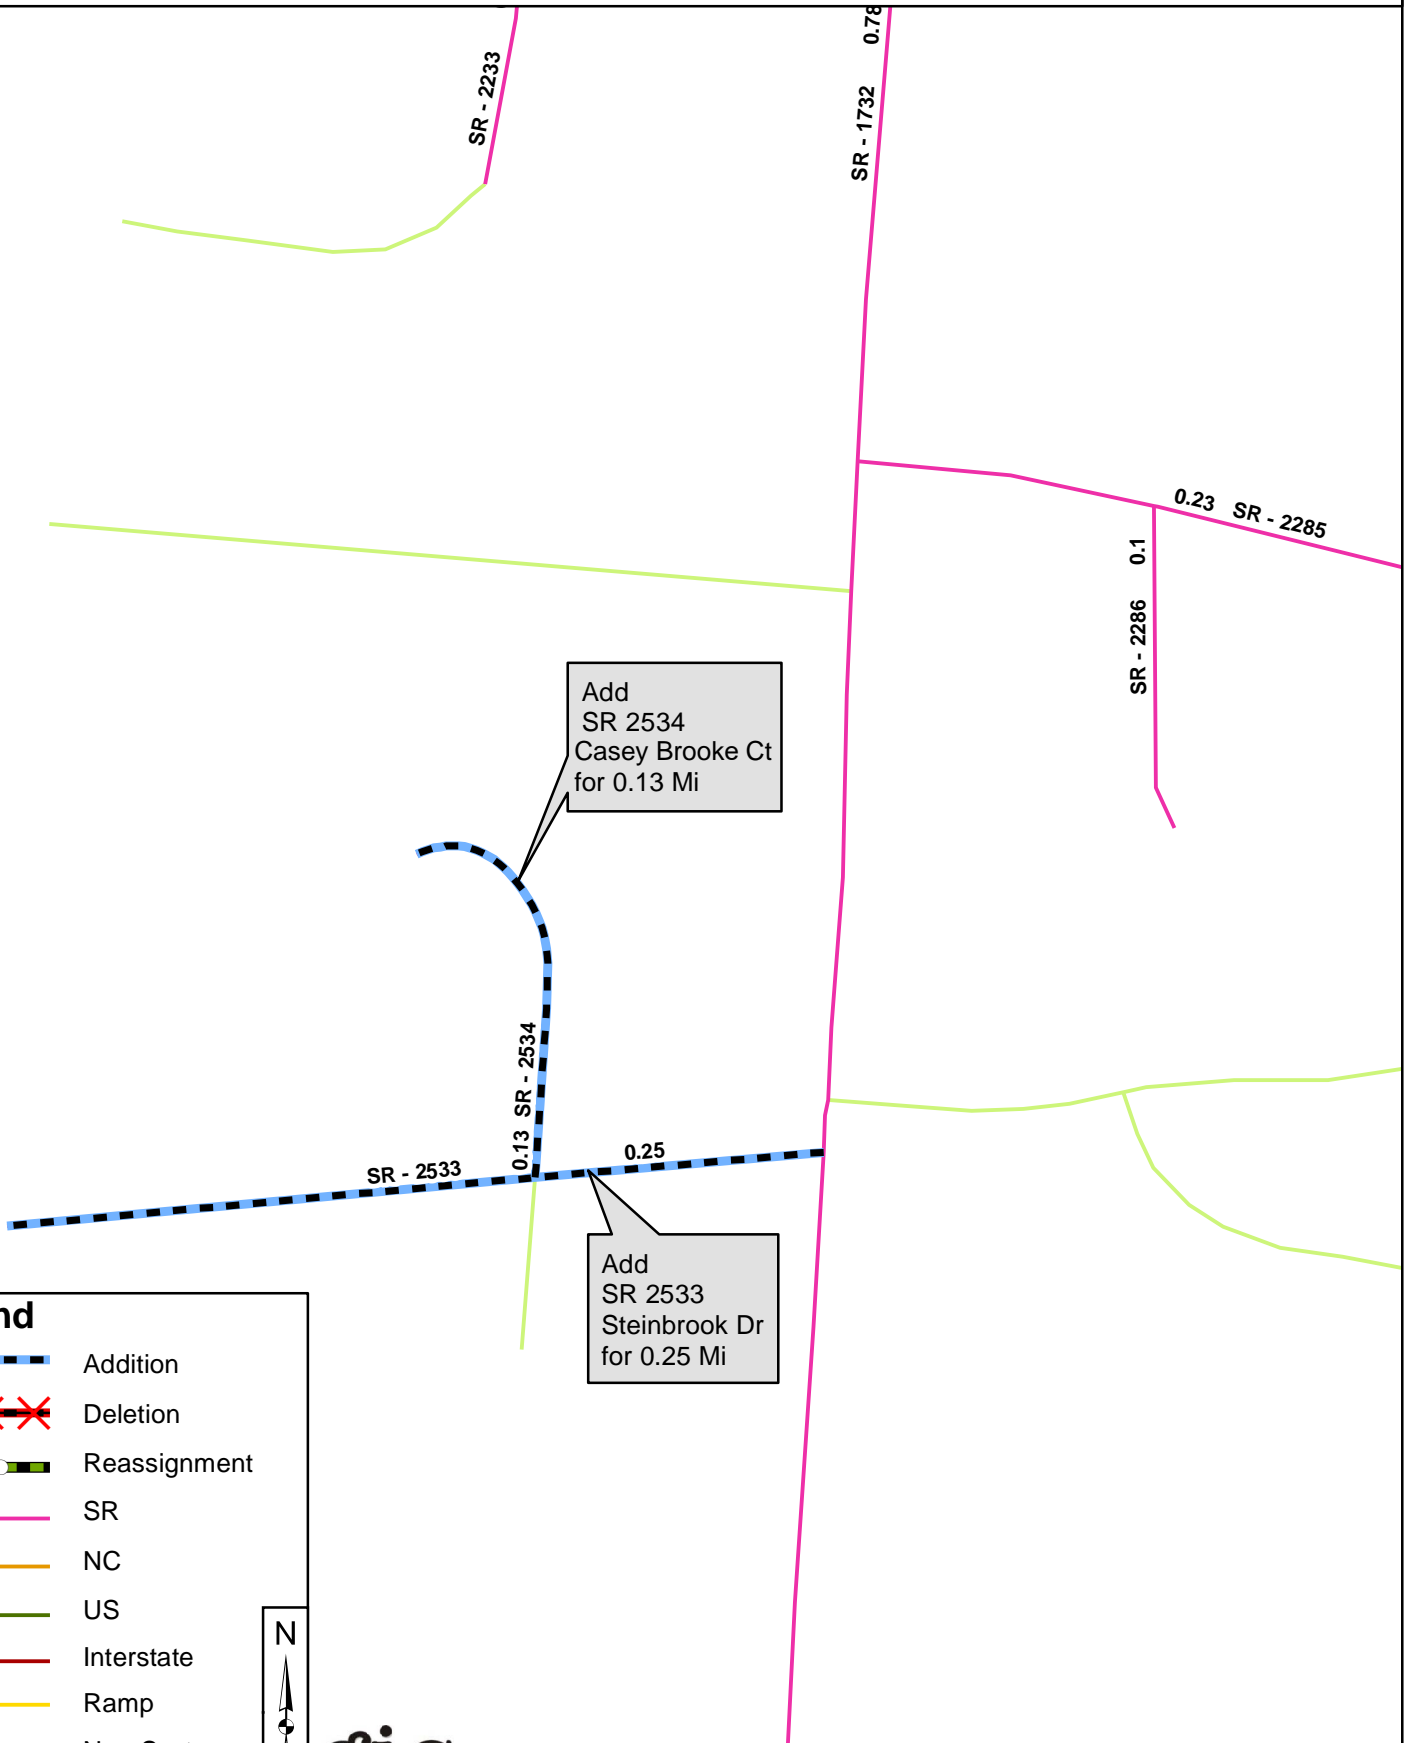 SR - 2233
0.78
SR - 1732
0.23 SR - 2285
0.1
SR - 2286
Add
SR 2534
Casey Brooke Ct
for 0.13 Mi
0.13 SR - 2534
SR - 2533
0.25
Add
SR 2533
Steinbrook Dr
for 0.25 Mi
Addition
Deletion
Reassignment
SR
NC
US
Interstate
Ramp
N